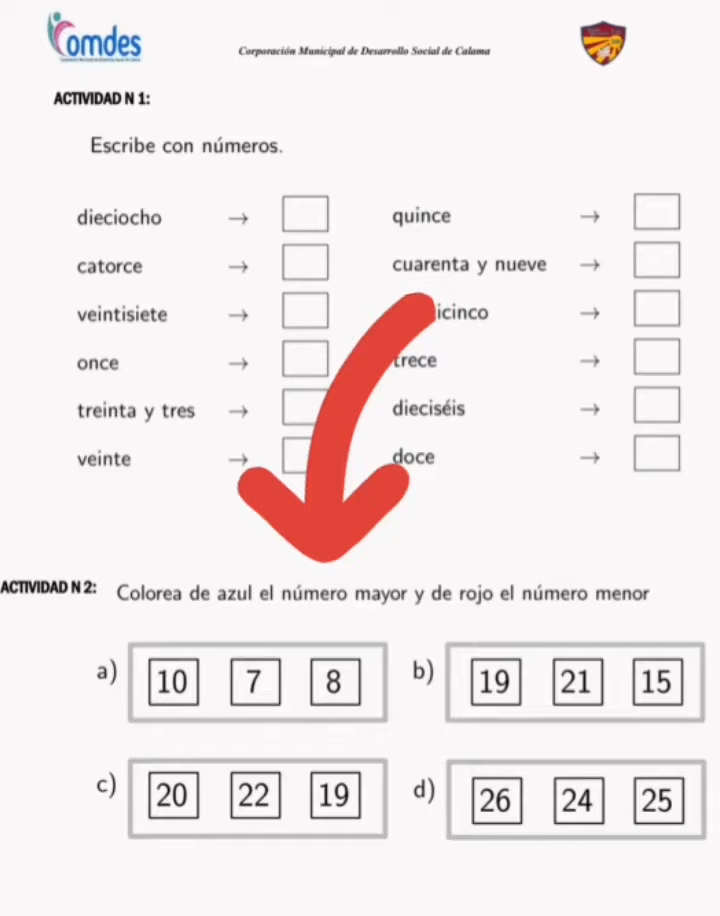 Comdes
Corporación Municipal de Desarrollo Social de Calama
ACTIVIDAD N 1:
Escribe con números.
dieciocho → quince →
catorce → cuarenta y nueve →
veintisiete → icinco →
once → trece →
treinta y tres → dieciséis →
veinte → doce →
ACTIVIDAD N 2: Colorea de azul el número mayor y de rojo el número menor
a) 10 7 8 b) 19 21 15
c) 20 22 19 d) 26 24 25